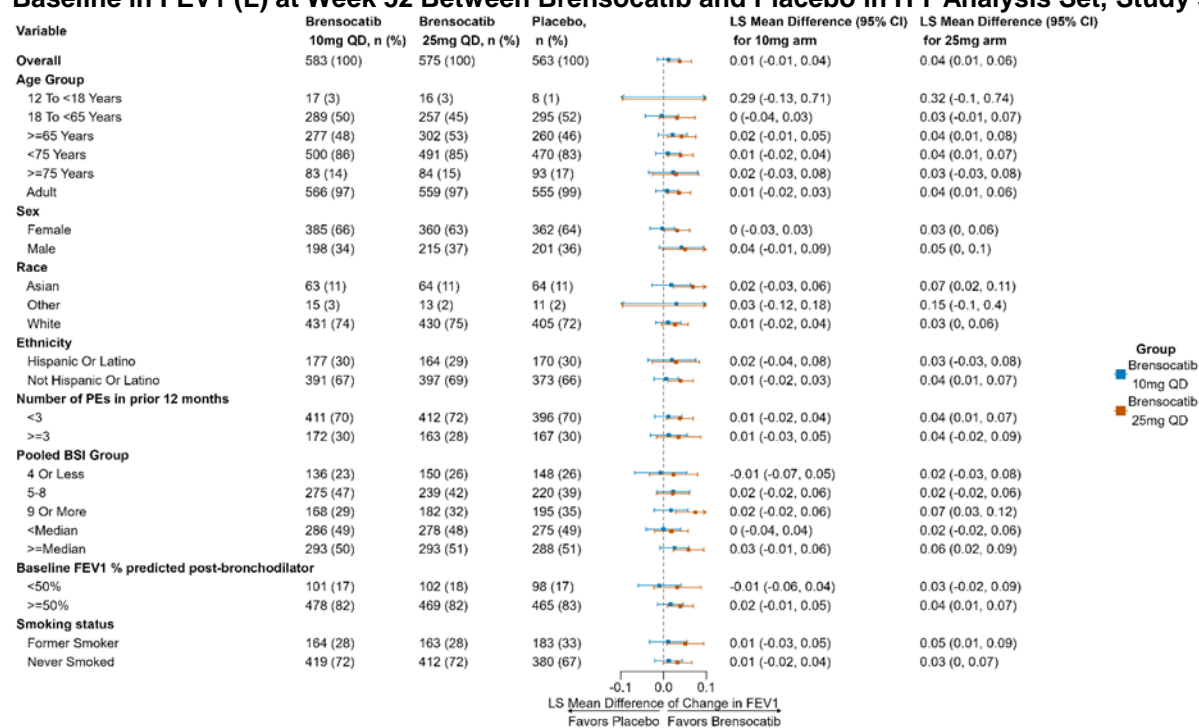 Baseline in FEV1 (L) at Week 52 Between Brensocatib and Placebo in ITT Analysis Set, Study
Variable Brensocatib 10mg QD, n (%) Brensocatib 25mg QD, n (%) Placebo, n (%) LS Mean Difference (95% CI) for 10mg arm LS Mean Difference (95% CI) for 25mg arm
Overall 583 (100) 575 (100) 563 (100) 0.01 (-0.01, 0.04) 0.04 (0.01, 0.06)
Age Group
12 To <18 Years 17 (3) 16 (3) 8 (1) 0.29 (-0.13, 0.71) 0.32 (-0.1, 0.74)
18 To <65 Years 289 (50) 257 (45) 295 (52) 0 (-0.04, 0.03) 0.03 (-0.01, 0.07)
>=65 Years 277 (48) 302 (53) 260 (46) 0.02 (-0.01, 0.05) 0.04 (0.01, 0.08)
<75 Years 500 (86) 491 (85) 470 (83) 0.01 (-0.02, 0.04) 0.04 (0.01, 0.07)
>=75 Years 83 (14) 84 (15) 93 (17) 0.02 (-0.03, 0.08) 0.03 (-0.03, 0.08)
Adult 566 (97) 559 (97) 555 (99) 0.01 (-0.02, 0.03) 0.04 (0.01, 0.06)
Sex
Female 385 (66) 360 (63) 362 (64) 0 (-0.03, 0.03) 0.03 (0, 0.06)
Male 198 (34) 215 (37) 201 (36) 0.04 (-0.01, 0.09) 0.05 (0, 0.1)
Race
Asian 63 (11) 64 (11) 64 (11) 0.02 (-0.03, 0.06) 0.07 (0.02, 0.11)
Other 15 (3) 13 (2) 11 (2) 0.03 (-0.12, 0.18) 0.15 (-0.1, 0.4)
White 431 (74) 430 (75) 405 (72) 0.01 (-0.02, 0.04) 0.03 (0, 0.06)
Ethnicity
Hispanic Or Latino 177 (30) 164 (29) 170 (30) 0.02 (-0.04, 0.08) 0.03 (-0.03, 0.08)
Not Hispanic Or Latino 391 (67) 397 (69) 373 (66) 0.01 (-0.02, 0.03) 0.04 (0.01, 0.07)
Number of PEs in prior 12 months
<3 411 (70) 412 (72) 396 (70) 0.01 (-0.02, 0.04) 0.04 (0.01, 0.07)
>=3 172 (30) 163 (28) 167 (30) 0.01 (-0.03, 0.05) 0.04 (-0.02, 0.09)
Pooled BSI Group
4 Or Less 136 (23) 150 (26) 148 (26) -0.01 (-0.07, 0.05) 0.02 (-0.03, 0.08)
5-8 275 (47) 239 (42) 220 (39) 0.02 (-0.02, 0.06) 0.02 (-0.02, 0.06)
9 Or More 168 (29) 182 (32) 195 (35) 0.02 (-0.02, 0.06) 0.07 (0.03, 0.12)
<Median 286 (49) 278 (48) 275 (49) 0 (-0.04, 0.04) 0.02 (-0.02, 0.06)
>=Median 293 (50) 293 (51) 288 (51) 0.03 (-0.01, 0.06) 0.06 (0.02, 0.09)
Baseline FEV1 % predicted post-bronchodilator
<50% 101 (17) 102 (18) 98 (17) -0.01 (-0.06, 0.04) 0.03 (-0.02, 0.09)
>=50% 478 (82) 469 (82) 465 (83) 0.02 (-0.01, 0.05) 0.04 (0.01, 0.07)
Smoking status
Former Smoker 164 (28) 163 (28) 183 (33) 0.01 (-0.03, 0.05) 0.05 (0.01, 0.09)
Never Smoked 419 (72) 412 (72) 380 (67) 0.01 (-0.02, 0.04) 0.03 (0, 0.07)
-0.1 0.0 0.1
LS Mean Difference of Change in FEV1
Favors Placebo Favors Brensocatib
Group
Brensocatib
10mg QD
Brensocatib
25mg QD